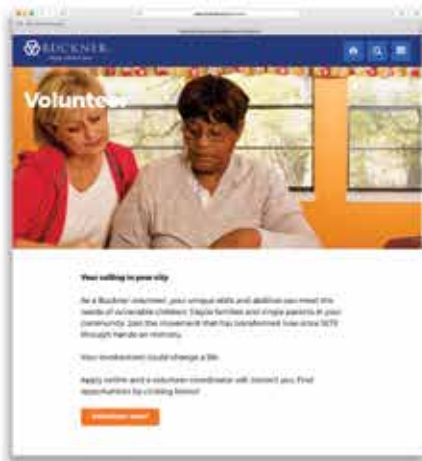 BUCKNER
Volunteer
Your calling in your city
As a Buckner volunteer, your unique skills and abilities can meet the
needs of vulnerable children, fragile families and single parents in your
community. Join the movement that has transformed lives since 1879
through hands-on ministry.
Your involvement could change a life.
Apply online and a volunteer coordinator will contact you. Find
opportunities by clicking below!
Volunteer now!